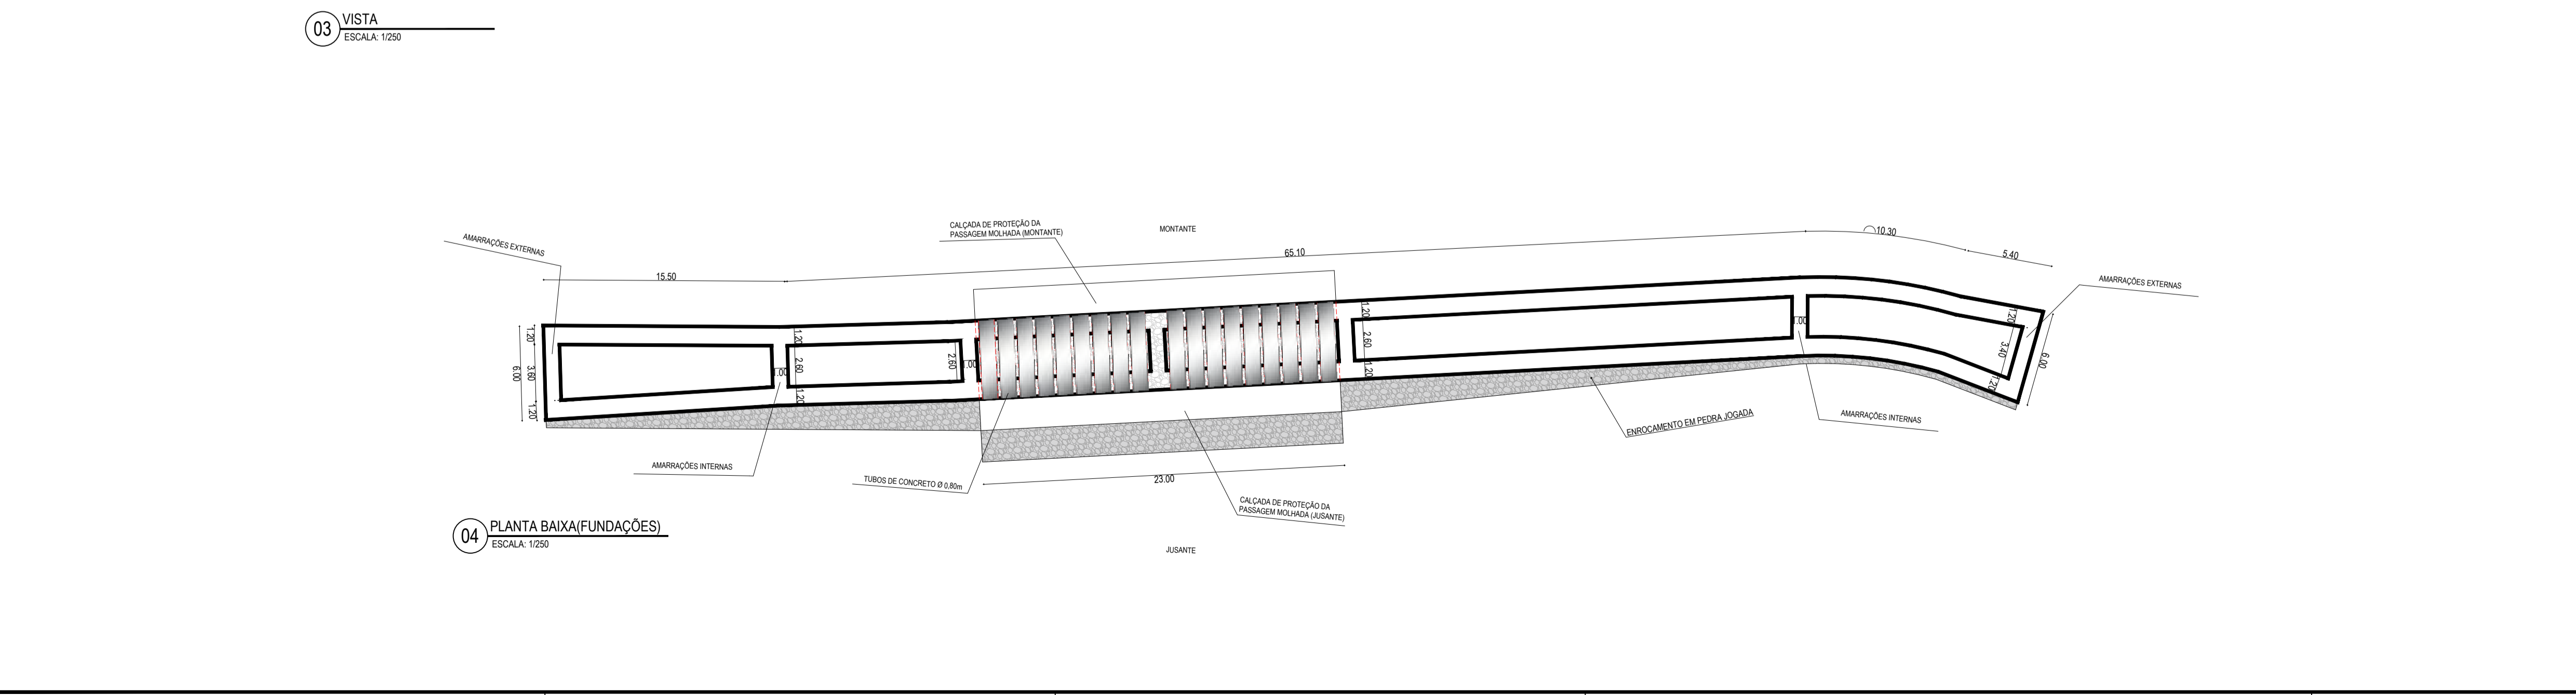 03
VISTA
ESCALA: 1/250
CALÇADA DE PROTEÇÃO DA
PASSAGEM MOLHADA (MONTANTE)
MONTANTE
AMARRAÇÕES EXTERNAS
15.50
65.10
10.30
5.40
AMARRAÇÕES EXTERNAS
1.20
3.60
1.20
6.00
1.00
1.20
2.60
1.20
2.60
1.00
1.20
2.60
1.20
1.00
1.20
3.40
1.20
6.00
AMARRAÇÕES INTERNAS
TUBOS DE CONCRETO Ø 0,80m
23.00
CALÇADA DE PROTEÇÃO DA
PASSAGEM MOLHADA (JUSANTE)
ENROCAMENTO EM PEDRA JOGADA
AMARRAÇÕES INTERNAS
04
PLANTA BAIXA(FUNDAÇÕES)
ESCALA: 1/250
JUSANTE